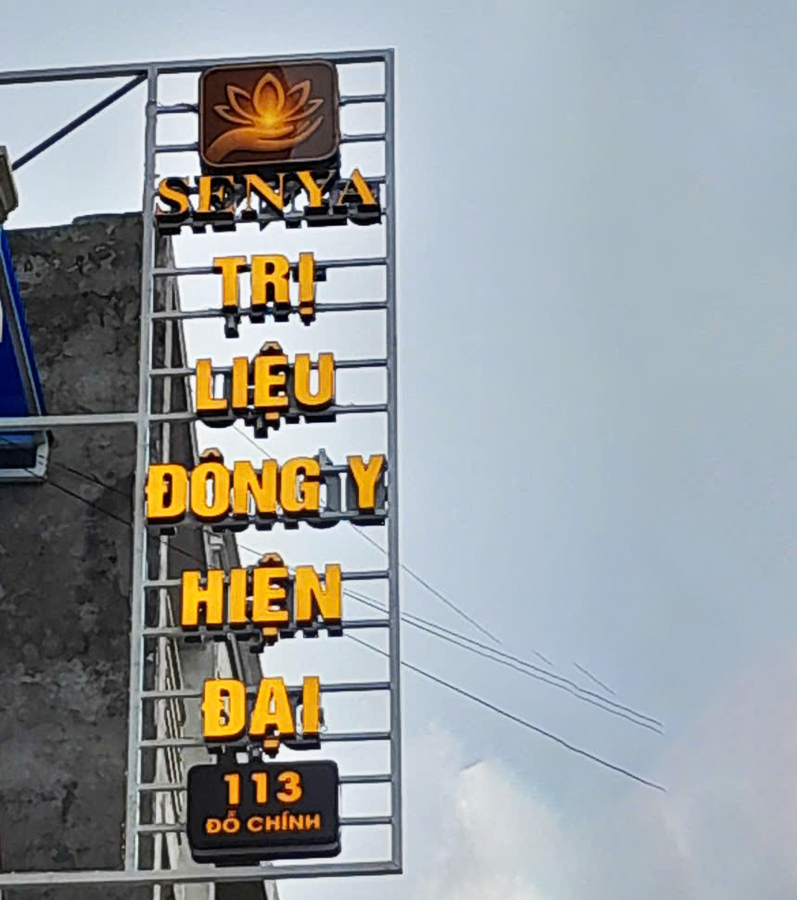 SENYA
TRỊ
LIỆU
ĐÔNG Y
HIỆN
ĐẠI
113
ĐỖ CHÍNH